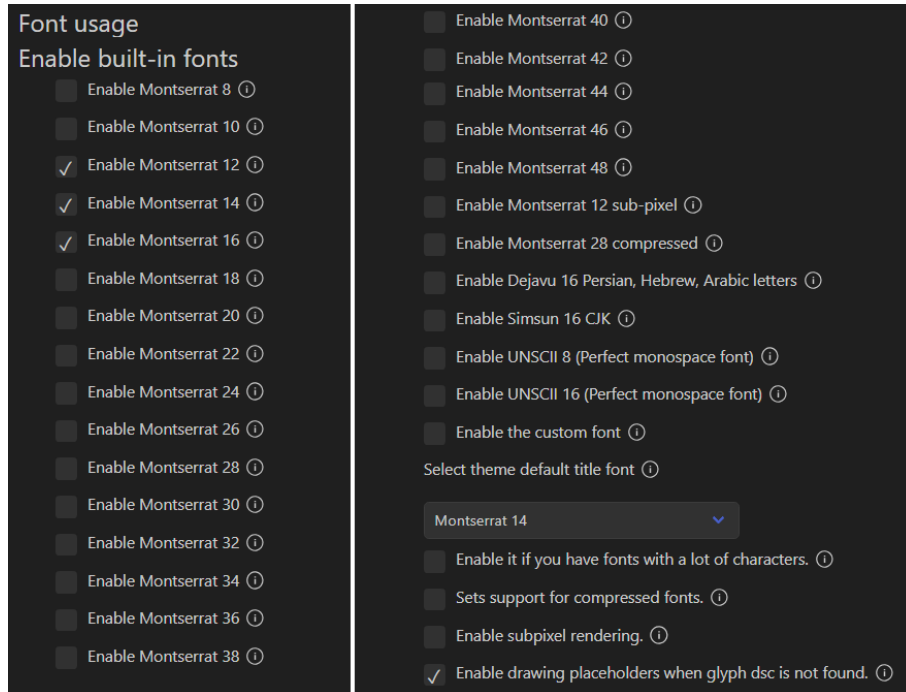 Font usage
Enable built-in fonts
Enable Montserrat 8
Enable Montserrat 10
Enable Montserrat 12
Enable Montserrat 14
Enable Montserrat 16
Enable Montserrat 18
Enable Montserrat 20
Enable Montserrat 22
Enable Montserrat 24
Enable Montserrat 26
Enable Montserrat 28
Enable Montserrat 30
Enable Montserrat 32
Enable Montserrat 34
Enable Montserrat 36
Enable Montserrat 38
Enable Montserrat 40
Enable Montserrat 42
Enable Montserrat 44
Enable Montserrat 46
Enable Montserrat 48
Enable Montserrat 12 sub-pixel
Enable Montserrat 28 compressed
Enable Dejavu 16 Persian, Hebrew, Arabic letters
Enable Simsun 16 CJK
Enable UNSCII 8 (Perfect monospace font)
Enable UNSCII 16 (Perfect monospace font)
Enable the custom font
Select theme default title font
Montserrat 14
Enable it if you have fonts with a lot of characters.
Sets support for compressed fonts.
Enable subpixel rendering.
Enable drawing placeholders when glyph dsc is not found.